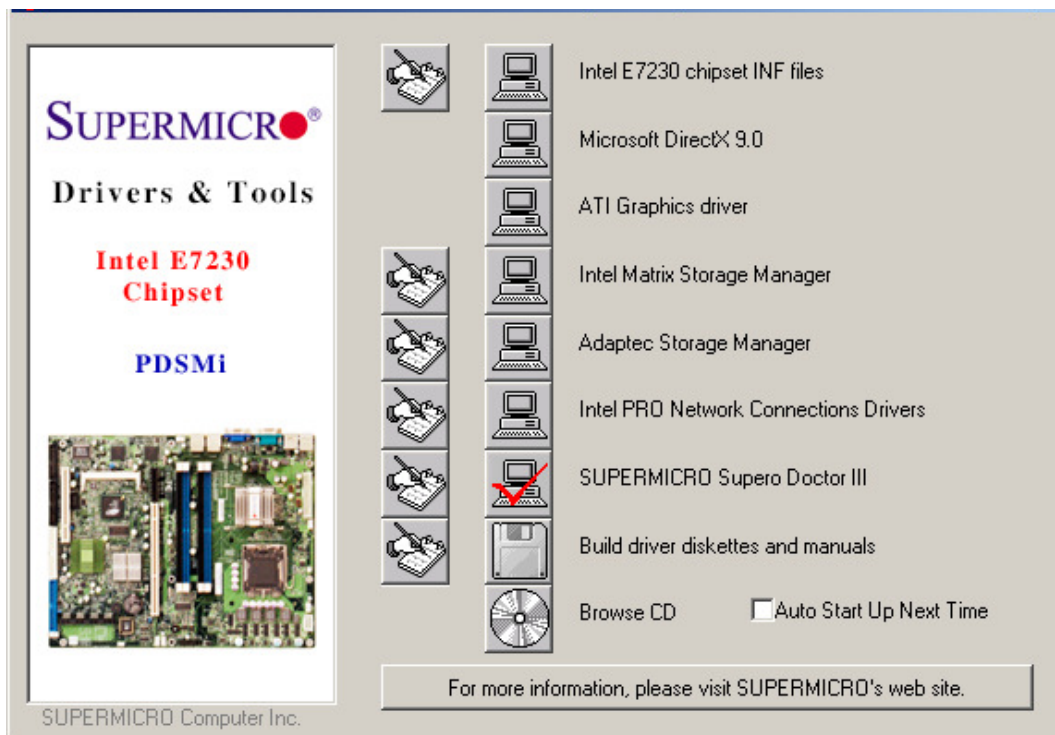 SUPERMICRO®
Drivers & Tools
Intel E7230
Chipset
PDSMi
SUPERMICRO Computer Inc.
Intel E7230 chipset INF files
Microsoft DirectX 9.0
ATI Graphics driver
Intel Matrix Storage Manager
Adaptec Storage Manager
Intel PRO Network Connections Drivers
SUPERMICRO Supero Doctor III
Build driver diskettes and manuals
Browse CD
Auto Start Up Next Time
For more information, please visit SUPERMICRO's web site.